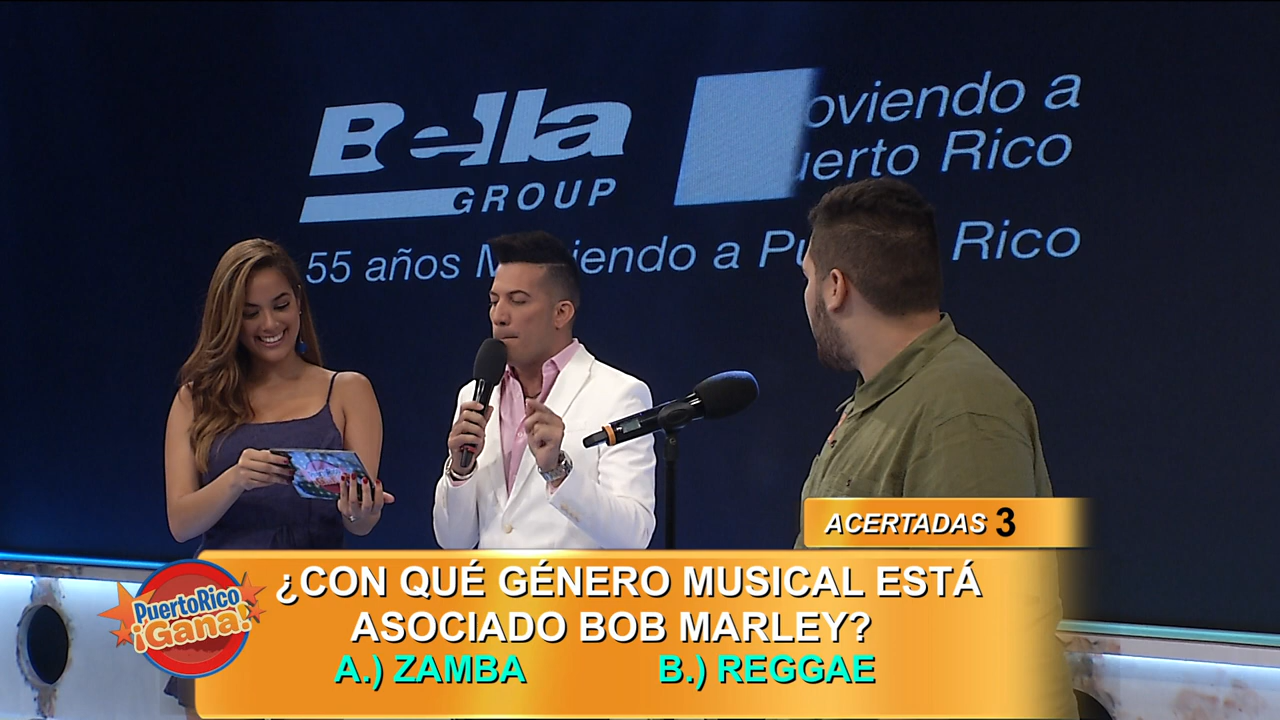 Bella
GROUP
oviendo a
uerto Rico
55 años M iendo a Pu Rico
ACERTADAS 3
¿CON QUÉ GÉNERO MUSICAL ESTÁ
ASOCIADO BOB MARLEY?
A.) ZAMBA B.) REGGAE
PuertoRico
¡Gana!